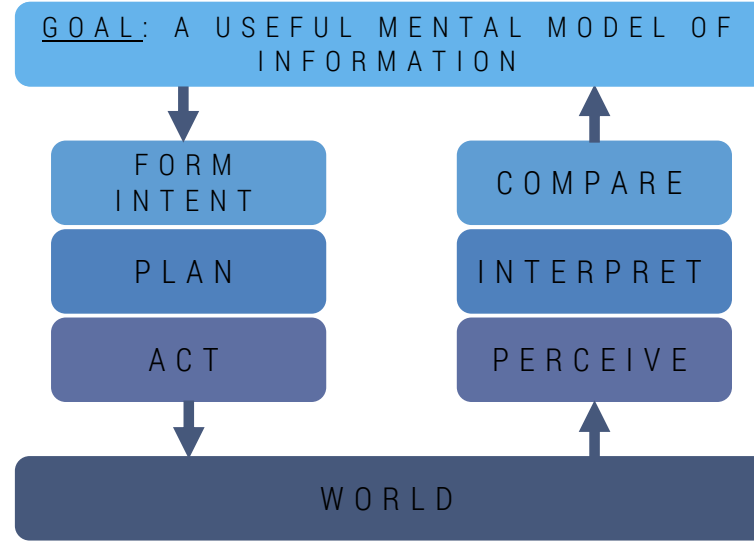 GOAL: A USEFUL MENTAL MODEL OF
INFORMATION
FORM
INTENT
COMPARE
PLAN
INTERPRET
ACT
PERCEIVE
WORLD